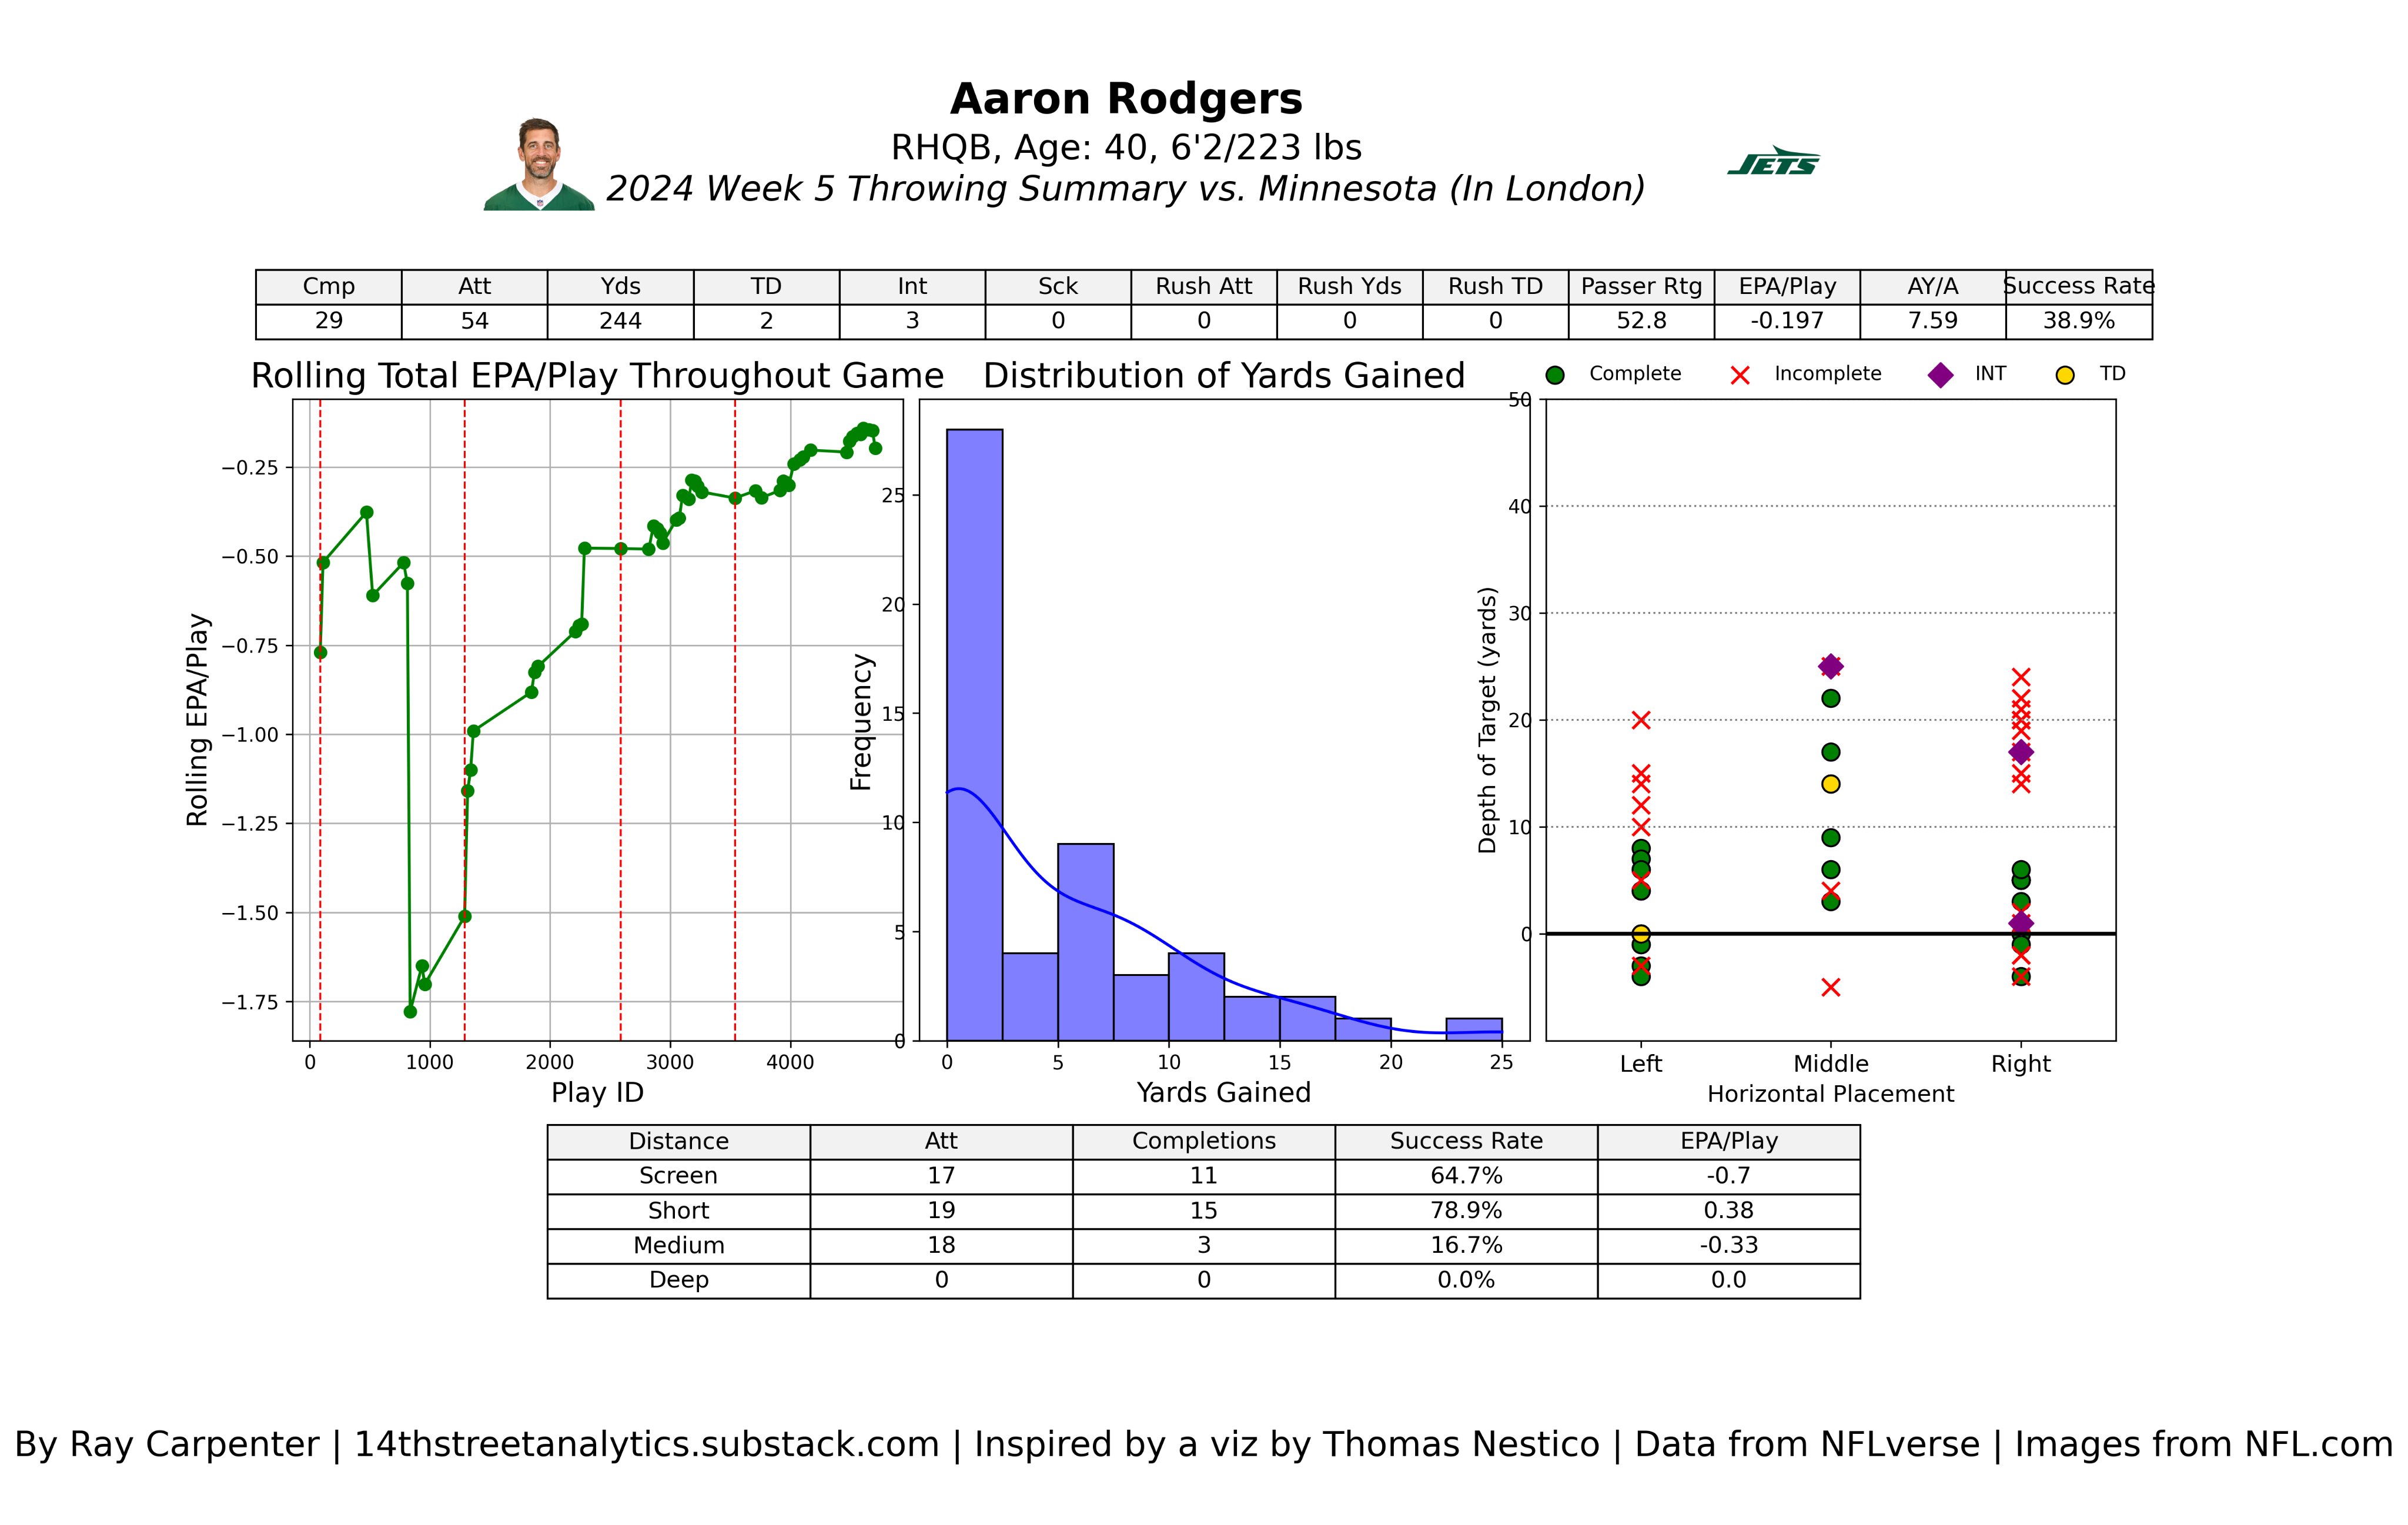 Aaron Rodgers
RHQB, Age: 40, 6'2/223 lbs
2024 Week 5 Throwing Summary vs. Minnesota (In London)
JETS
Cmp Att Yds TD Int Sck Rush Att Rush Yds Rush TD Passer Rtg EPA/Play AY/A Success Rate
29 54 244 2 3 0 0 0 0 52.8 -0.197 7.59 38.9%
Rolling Total EPA/Play Throughout Game
Rolling EPA/Play
−0.25
−0.50
−0.75
−1.00
−1.25
−1.50
−1.75
0 1000 2000 3000 4000
Play ID
Distribution of Yards Gained
Frequency
25
20
15
10
5
0
0 5 10 15 20 25
Yards Gained
Complete Incomplete INT TD
Depth of Target (yards)
50
40
30
20
10
0
Left Middle Right
Horizontal Placement
Distance Att Completions Success Rate EPA/Play
Screen 17 11 64.7% -0.7
Short 19 15 78.9% 0.38
Medium 18 3 16.7% -0.33
Deep 0 0 0.0% 0.0
By Ray Carpenter | 14thstreetanalytics.substack.com | Inspired by a viz by Thomas Nestico | Data from NFLverse | Images from NFL.com